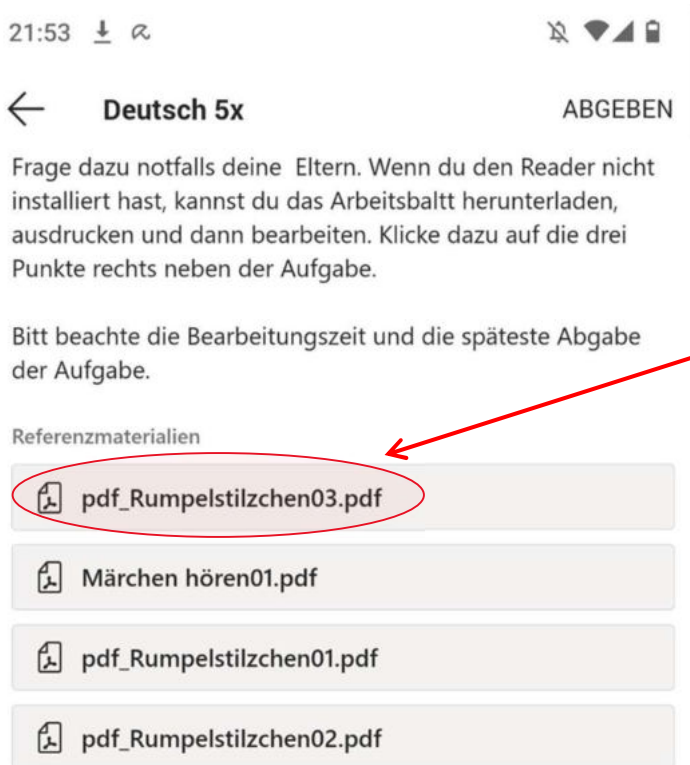 21:53
Deutsch 5x ABGEBEN
Frage dazu notfalls deine Eltern. Wenn du den Reader nicht
installiert hast, kannst du das Arbeitsbaltt herunterladen,
ausdrucken und dann bearbeiten. Klicke dazu auf die drei
Punkte rechts neben der Aufgabe.
Bitt beachte die Bearbeitungszeit und die späteste Abgabe
der Aufgabe.
Referenzmaterialien
pdf_Rumpelstilzchen03.pdf
Märchen hören01.pdf
pdf_Rumpelstilzchen01.pdf
pdf_Rumpelstilzchen02.pdf